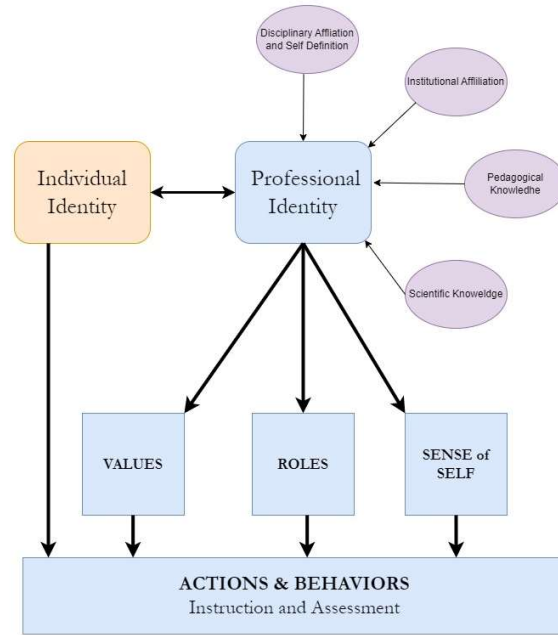 Disciplinary Affliation
and Self Definition
Institutional Affliliation
Individual
Identity
Professional
Identity
Pedagogical
Knowledhe
Scientific Knoweldge
VALUES
ROLES
SENSE of
SELF
ACTIONS & BEHAVIORS
Instruction and Assessment